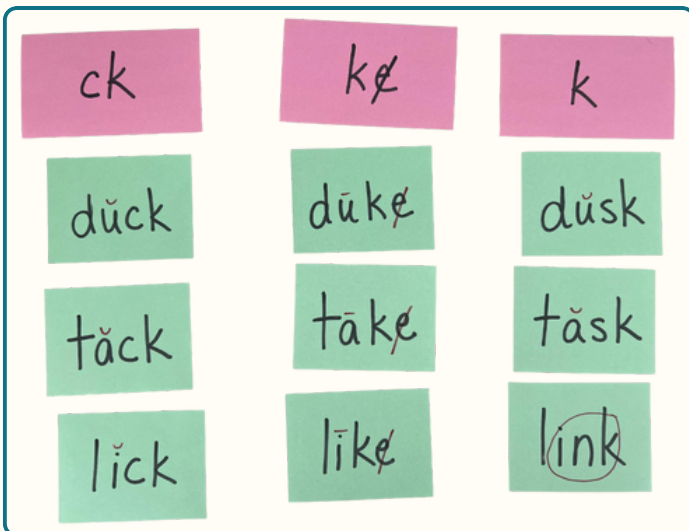 ck ke̸ k
dŭck dūke̸ dŭsk
tăck tāke̸ tăsk
lĭck līke̸ link